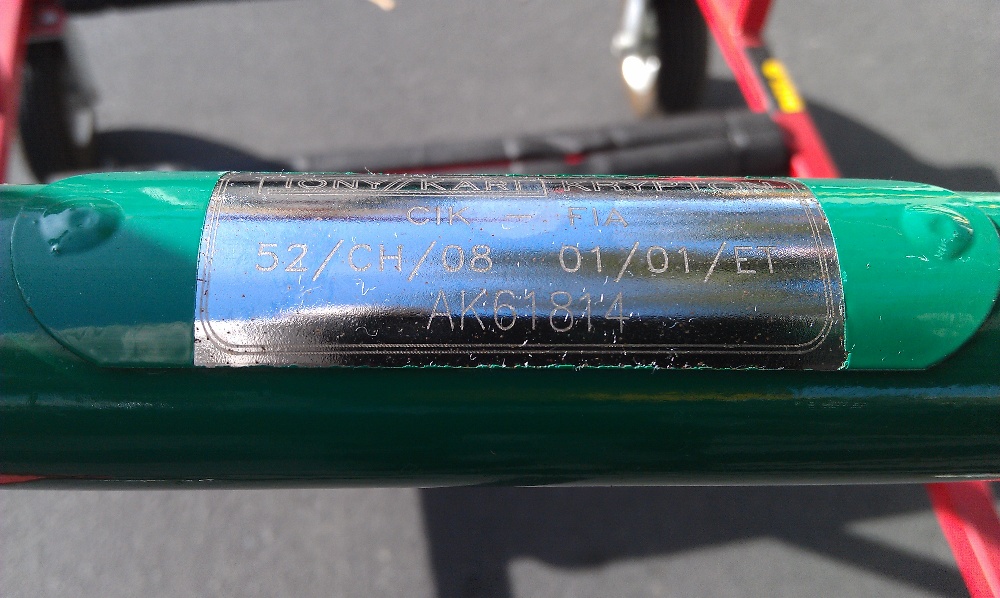 TONY//KART KRYPTON
CIK — FIA
52/CH/08 01/01/ET
AK61814